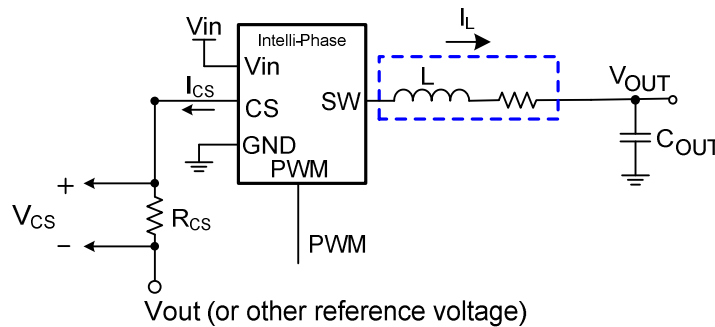 Vin
Intelli-Phase
I_L
Vin
L
V_OUT
I_CS
CS
SW
GND
C_OUT
PWM
+
V_CS
R_CS
−
PWM
Vout (or other reference voltage)